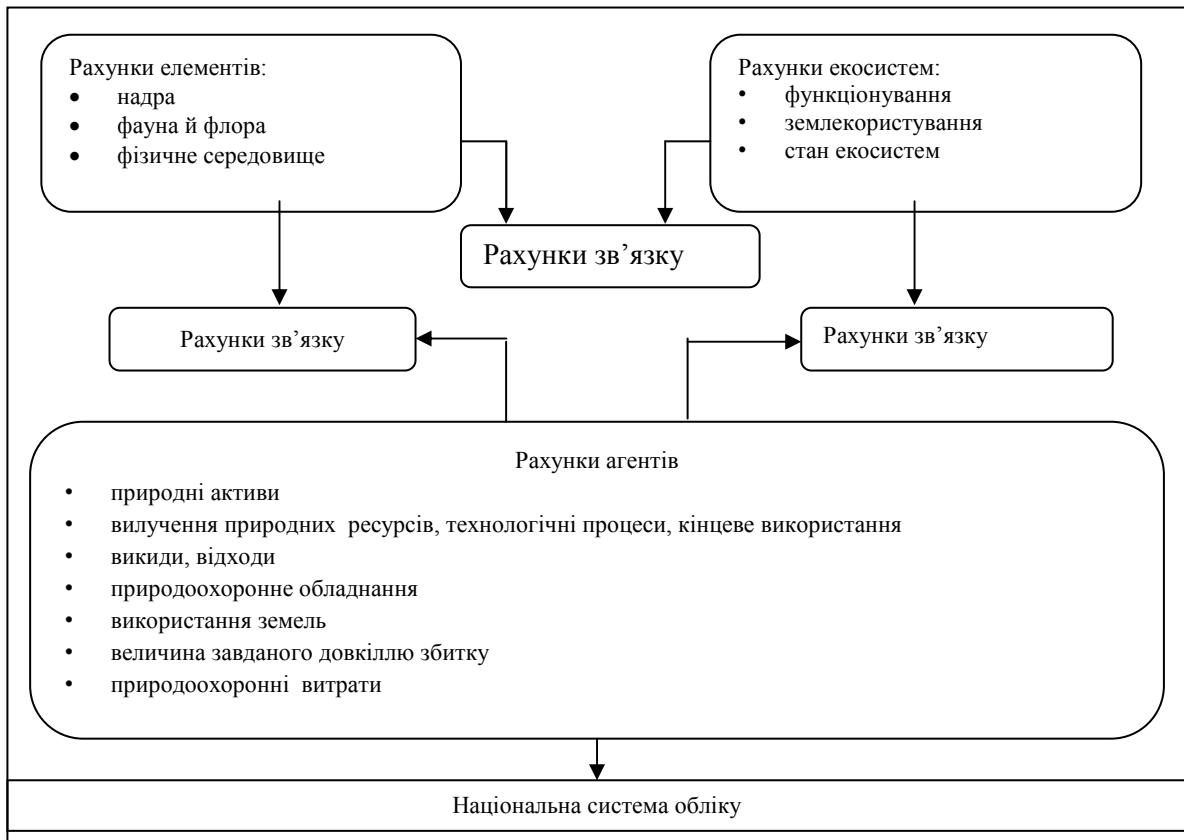 Рахунки елементів:
• надра
• фауна й флора
• фізичне середовище
Рахунки екосистем:
• функціонування
• землекористування
• стан екосистем
Рахунки зв’язку
Рахунки зв’язку
Рахунки зв’язку
Рахунки агентів
• природні активи
• вилучення природних ресурсів, технологічні процеси, кінцеве використання
• викиди, відходи
• природоохоронне обладнання
• використання земель
• величина завданого довкіллю збитку
• природоохоронні витрати
Національна система обліку